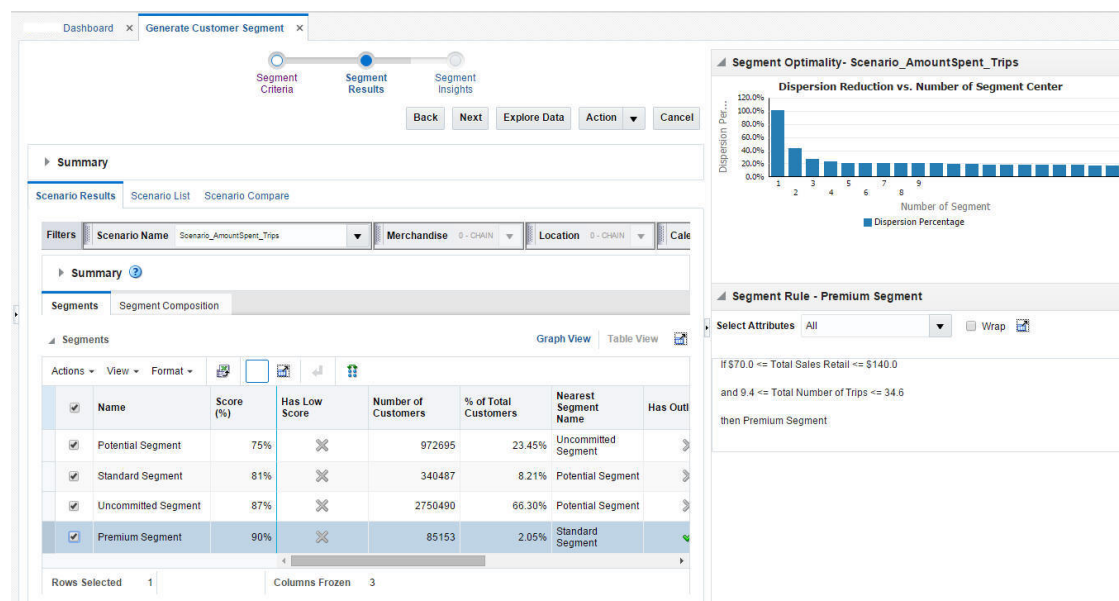 Dashboard × Generate Customer Segment ×
Segment Criteria
Segment Results
Segment Insights
Back Next Explore Data Action Cancel
Summary
Scenario Results Scenario List Scenario Compare
Filters Scenario Name Scenario_AmountSpent_Trips Merchandise 0 - CHAIN Location 0 - CHAIN Cale
Summary ?
Segments Segment Composition
Segments Graph View Table View
Actions View Format
Name Score (%) Has Low Score Number of Customers % of Total Customers Nearest Segment Name Has Outl
Potential Segment 75% 972695 23.45% Uncommitted Segment
Standard Segment 81% 340487 8.21% Potential Segment
Uncommitted Segment 87% 2750490 66.30% Potential Segment
Premium Segment 90% 85153 2.05% Standard Segment
Rows Selected 1 Columns Frozen 3
Segment Optimality- Scenario_AmountSpent_Trips
Dispersion Reduction vs. Number of Segment Center
Dispersion Per...
120.0%
100.0%
80.0%
60.0%
40.0%
20.0%
0.0%
1 2 3 4 5 6 7 8 9
Number of Segment
Dispersion Percentage
Segment Rule - Premium Segment
Select Attributes All Wrap
If $70.0 <= Total Sales Retail <= $140.0
and 9.4 <= Total Number of Trips <= 34.6
then Premium Segment